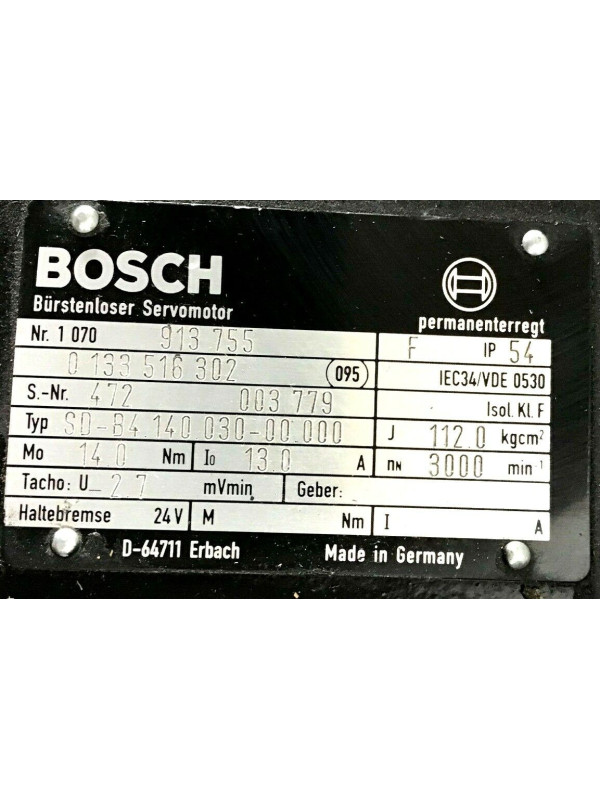 BOSCH
Bürstenloser Servomotor
permanenterregt
Nr. 1 070 913 755
F IP 54
0 133 516 302 095
IEC34/VDE 0530
S.-Nr. 472 003 779
Isol. Kl. F
Typ SD-B4.140 030-00.000
J 112.0 kgcm²
Mo 14.0 Nm I₀ 13.0 A
nN 3000 min⁻¹
Tacho: U_ 2.7 mVmin Geber:
Haltebremse 24 V M Nm I A
D-64711 Erbach Made in Germany